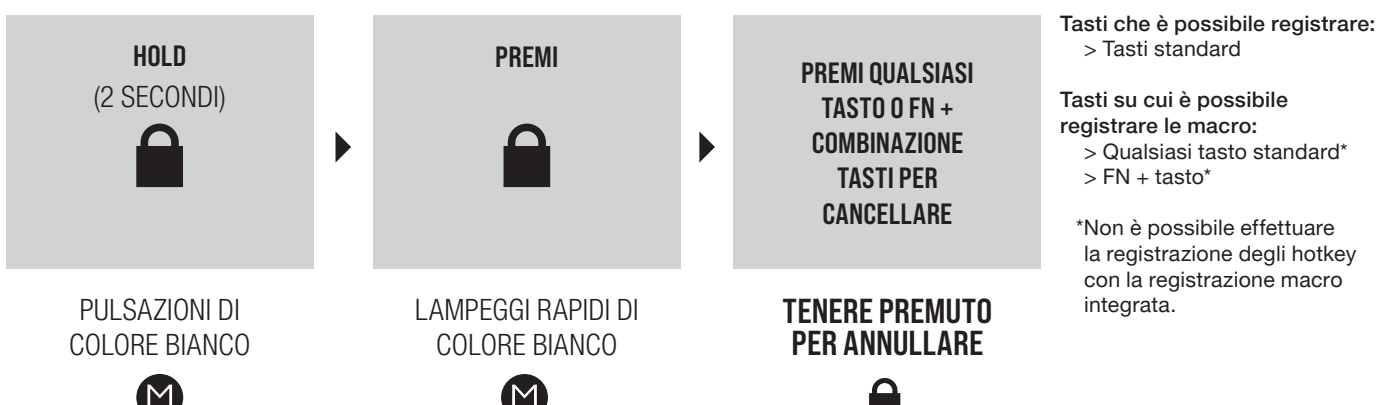 HOLD
(2 SECONDI)
PULSAZIONI DI
COLORE BIANCO
M
PREMI
LAMPEGGI RAPIDI DI
COLORE BIANCO
M
PREMI QUALSIASI
TASTO O FN +
COMBINAZIONE
TASTI PER
CANCELLARE
TENERE PREMUTO
PER ANNULLARE
Tasti che è possibile registrare:
> Tasti standard
Tasti su cui è possibile
registrare le macro:
> Qualsiasi tasto standard*
> FN + tasto*
*Non è possibile effettuare
la registrazione degli hotkey
con la registrazione macro
integrata.